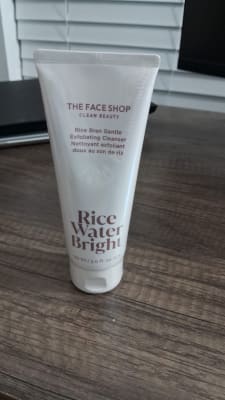 THE FACE SHOP
CLEAN BEAUTY
Rice Bran Gentle
Exfoliating Cleanser
Nettoyant exfoliant
doux au son de riz
Rice
Water
Bright